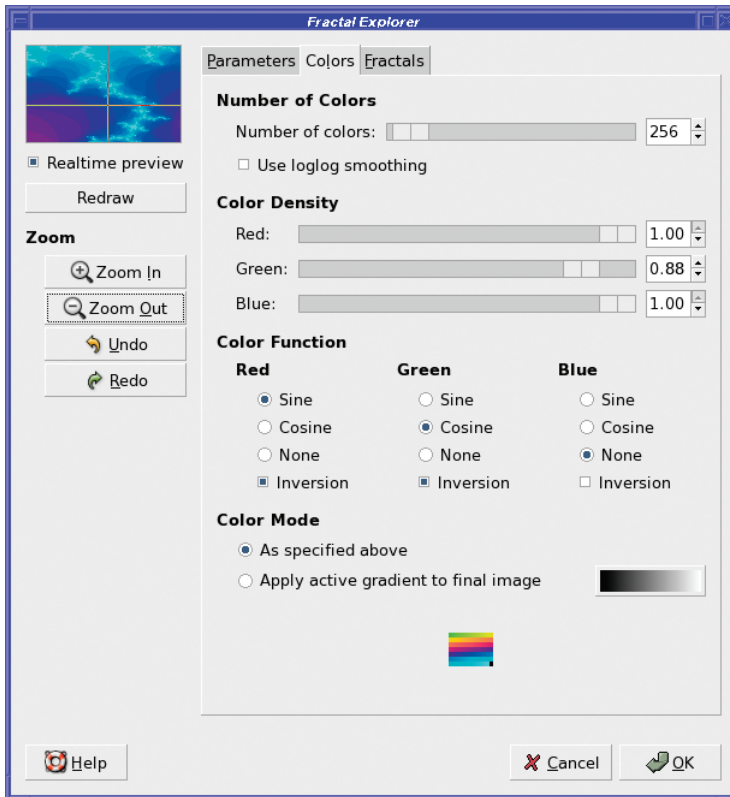 Fractal Explorer
Parameters Colors Fractals
Number of Colors
Number of colors: 256
Realtime preview
Use loglog smoothing
Redraw
Color Density
Zoom
Red: 1.00
Zoom In
Green: 0.88
Zoom Out
Blue: 1.00
Undo
Color Function
Redo
Red Green Blue
Sine Sine Sine
Cosine Cosine Cosine
None None None
Inversion Inversion Inversion
Color Mode
As specified above
Apply active gradient to final image
Help Cancel OK